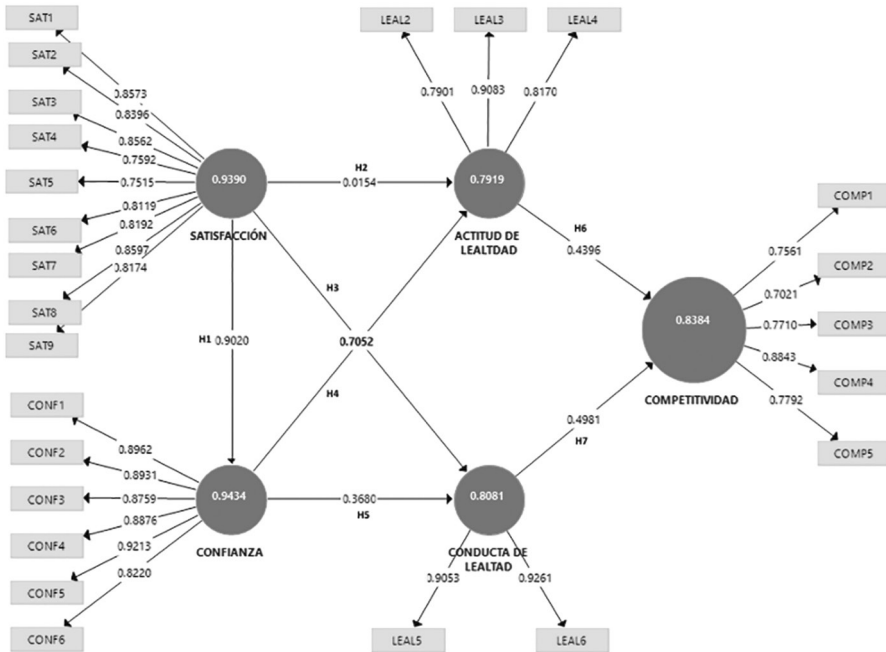 SAT1
SAT2
SAT3
SAT4
SAT5
SAT6
SAT7
SAT8
SAT9
0.8573
0.8396
0.8562
0.7592
0.7515
0.8119
0.8192
0.8597
0.8174
0.9390
SATISFACCIÓN
LEAL2
LEAL3
LEAL4
0.7901
0.9083
0.8170
H2
0.0154
0.7919
ACTITUD DE
LEALTDAD
H3
H1
0.9020
0.7052
H4
H6
0.4396
COMP1
COMP2
COMP3
COMP4
COMP5
0.7561
0.7021
0.7710
0.8843
0.7792
0.8384
COMPETITIVIDAD
CONF1
CONF2
CONF3
CONF4
CONF5
CONF6
0.8962
0.8931
0.8759
0.8876
0.9213
0.8220
0.9434
CONFIANZA
0.3680
H5
0.4981
H7
0.8081
CONDUCTA DE
LEALTAD
0.9053
0.9261
LEAL5
LEAL6